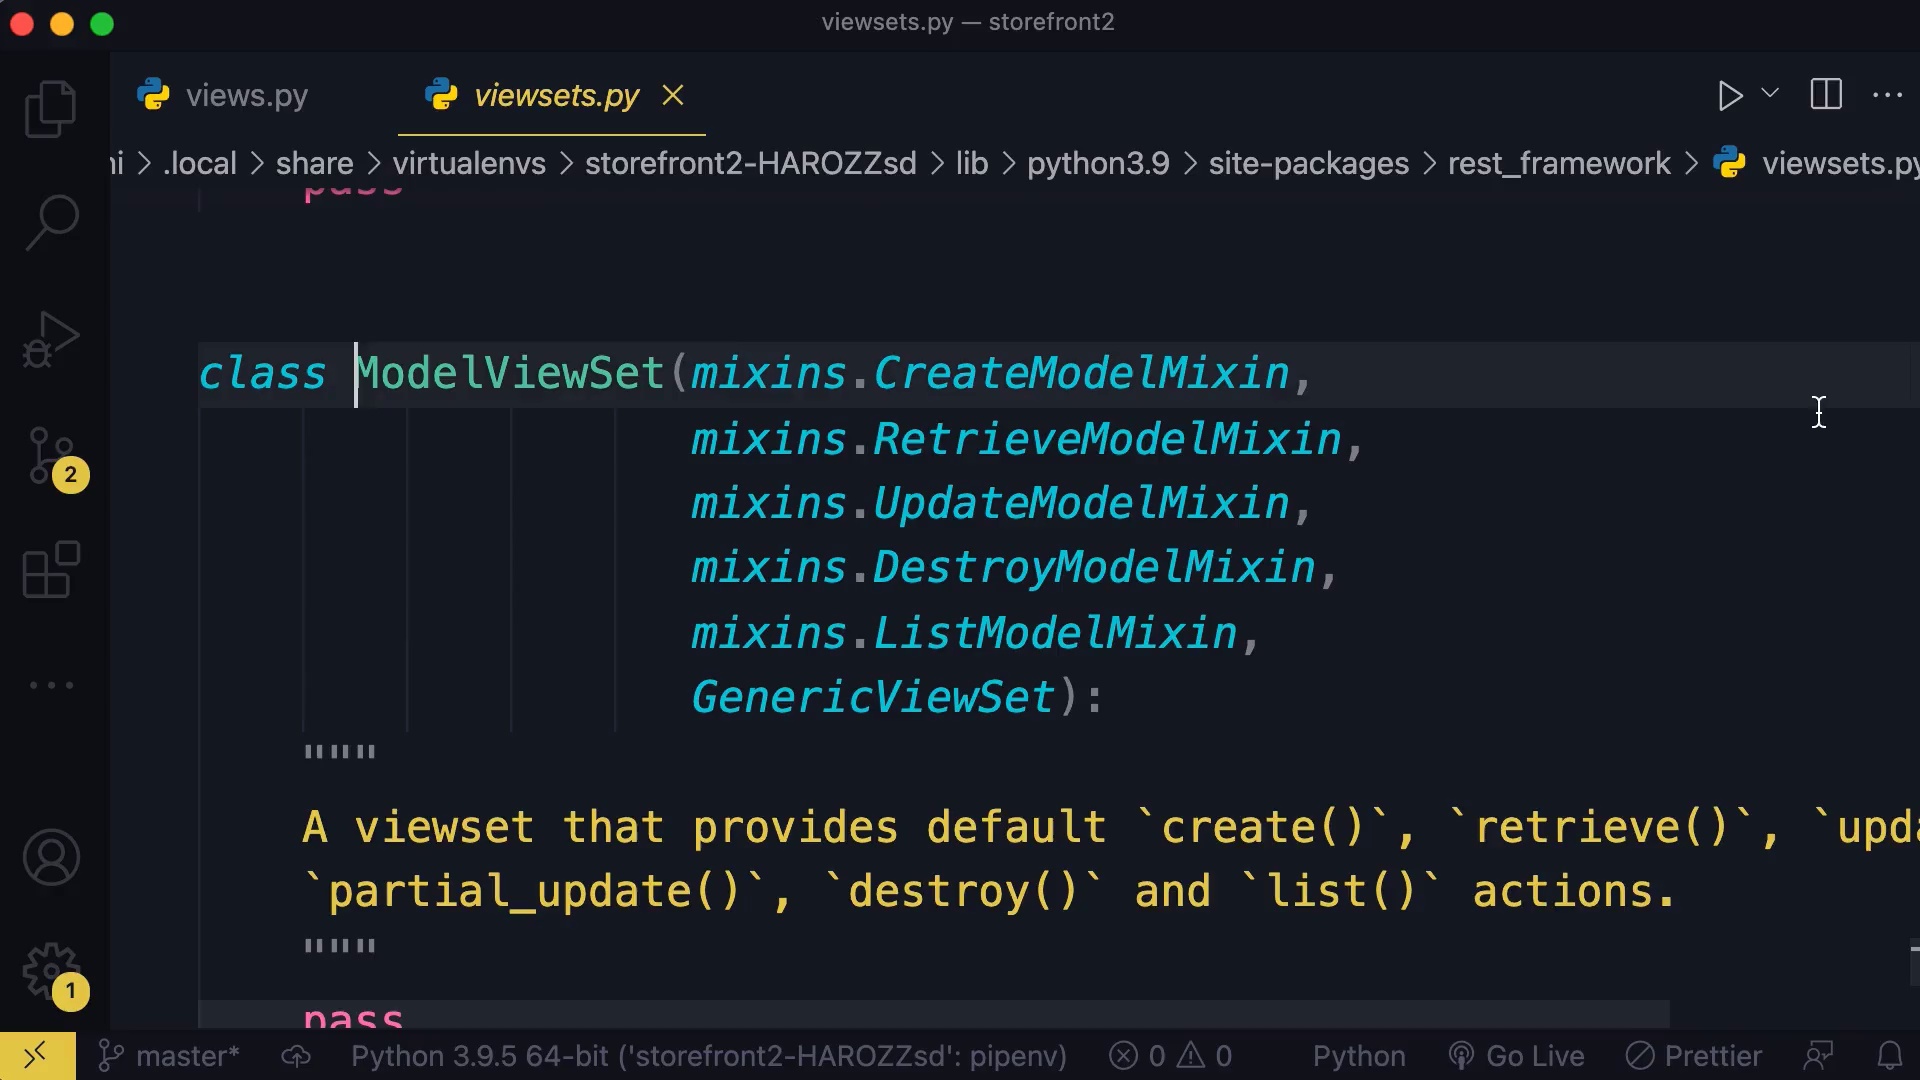 viewsets.py — storefront2
views.py
viewsets.py
.local > share > virtualenvs > storefront2-HAROZZsd > lib > python3.9 > site-packages > rest_framework > viewsets.py
pass
class ModelViewSet(mixins.CreateModelMixin,
mixins.RetrieveModelMixin,
mixins.UpdateModelMixin,
mixins.DestroyModelMixin,
mixins.ListModelMixin,
GenericViewSet):
"""
A viewset that provides default `create()`, `retrieve()`, `upda
`partial_update()`, `destroy()` and `list()` actions.
"""
pass
2
1
master* Python 3.9.5 64-bit ('storefront2-HAROZZsd': pipenv) 0 0 Python Go Live Prettier